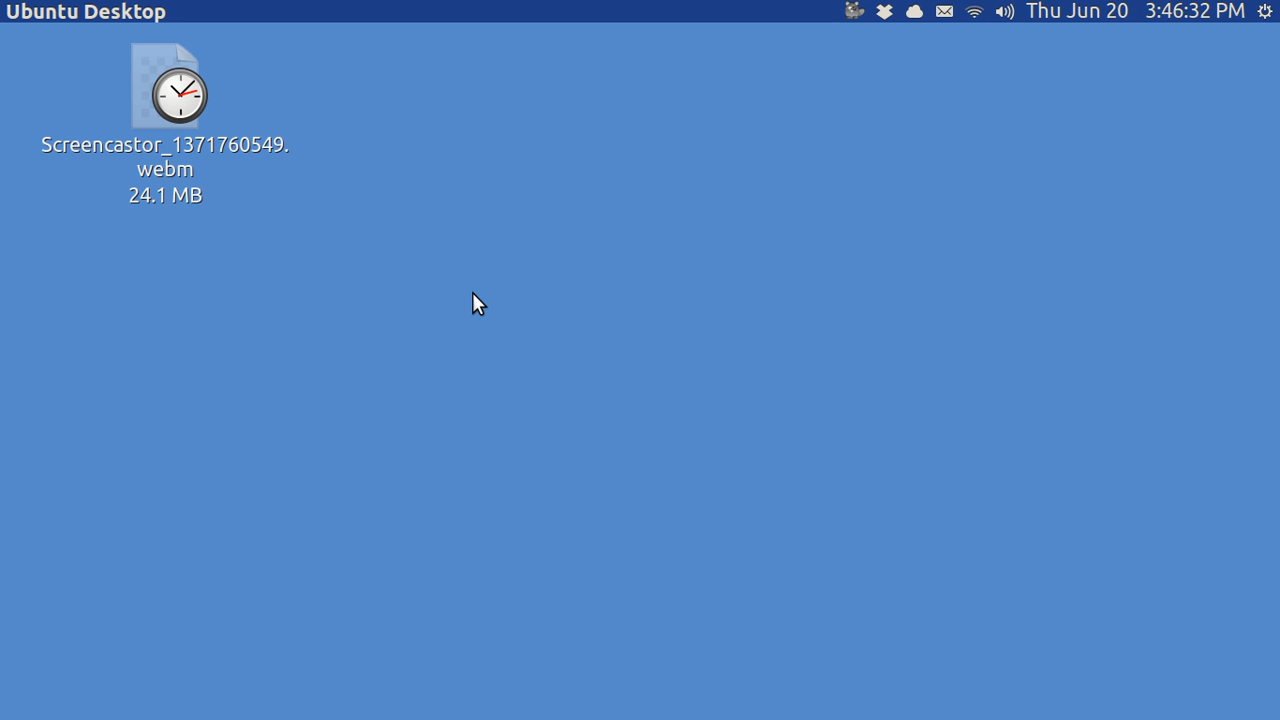 Ubuntu Desktop
Thu Jun 20 3:46:32 PM
Screencastor_1371760549.
webm
24.1 MB